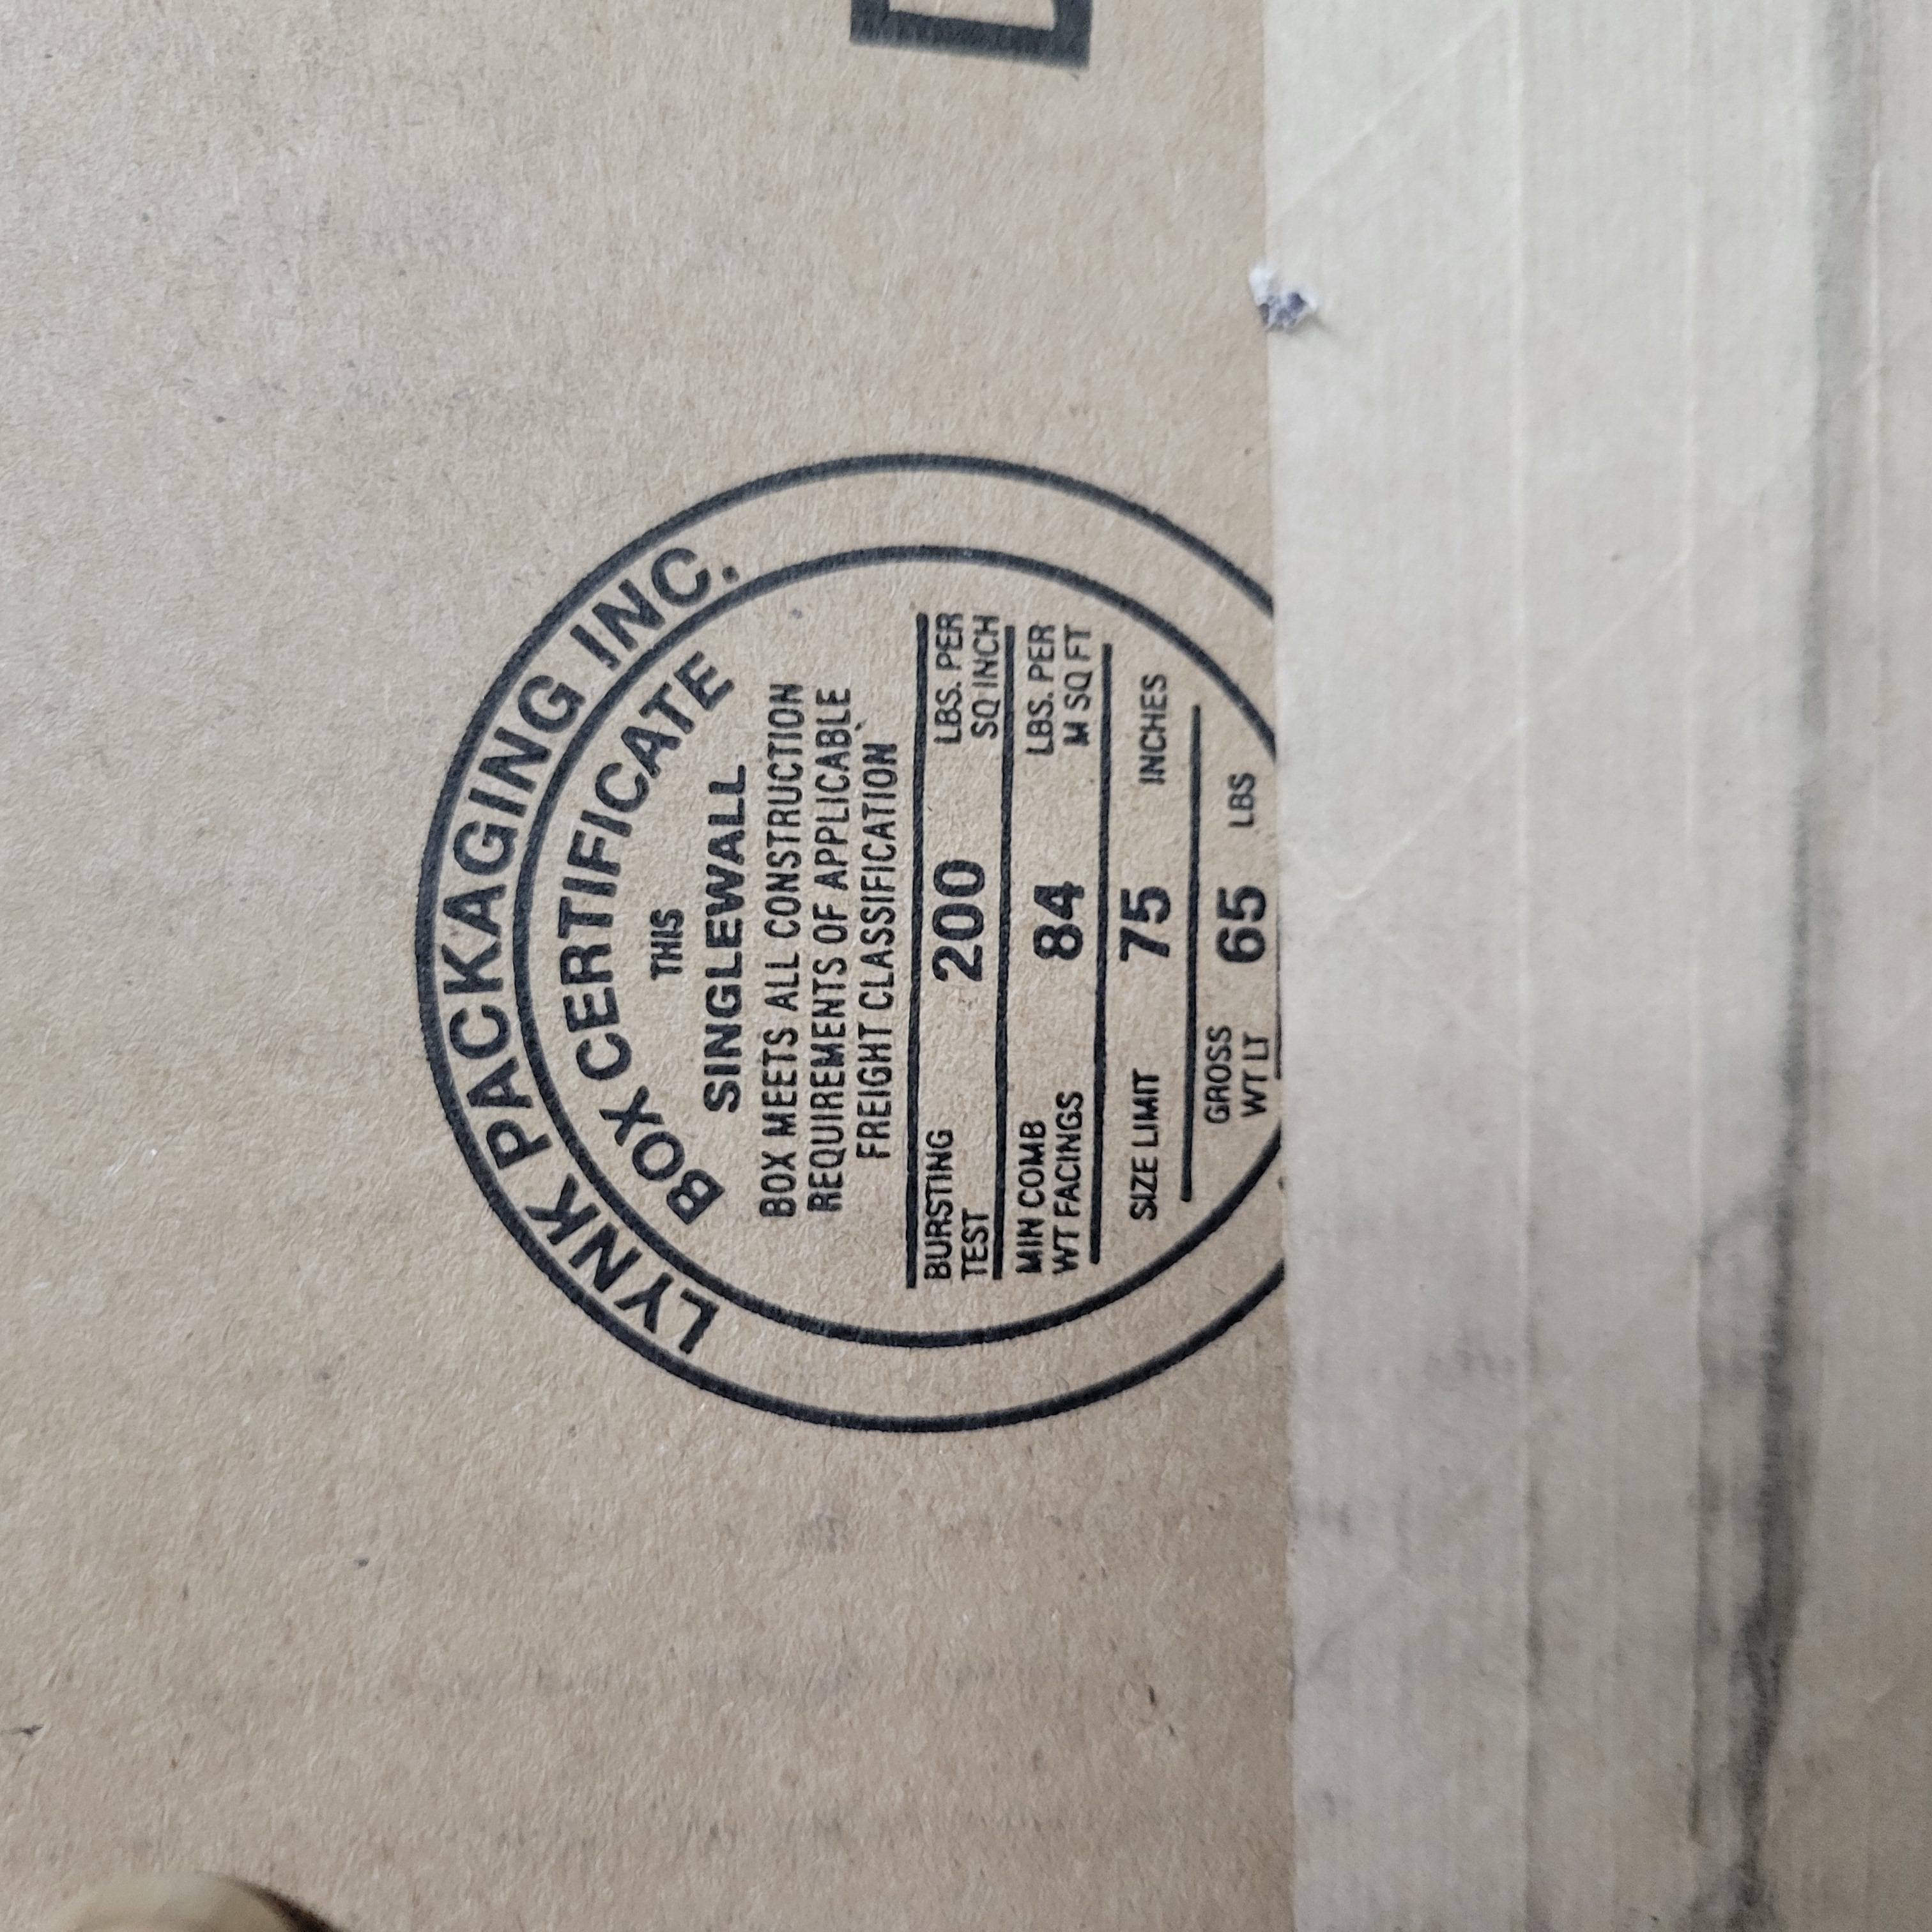 LYNK PACKAGING INC.
BOX CERTIFICATE
THIS
SINGLEWALL
BOX MEETS ALL CONSTRUCTION
REQUIREMENTS OF APPLICABLE
FREIGHT CLASSIFICATION
BURSTING TEST 200 LBS. PER SQ INCH
MIN COMB WT FACINGS 84 LBS. PER M SQ FT
SIZE LIMIT 75 INCHES
GROSS WT LT 65 LBS